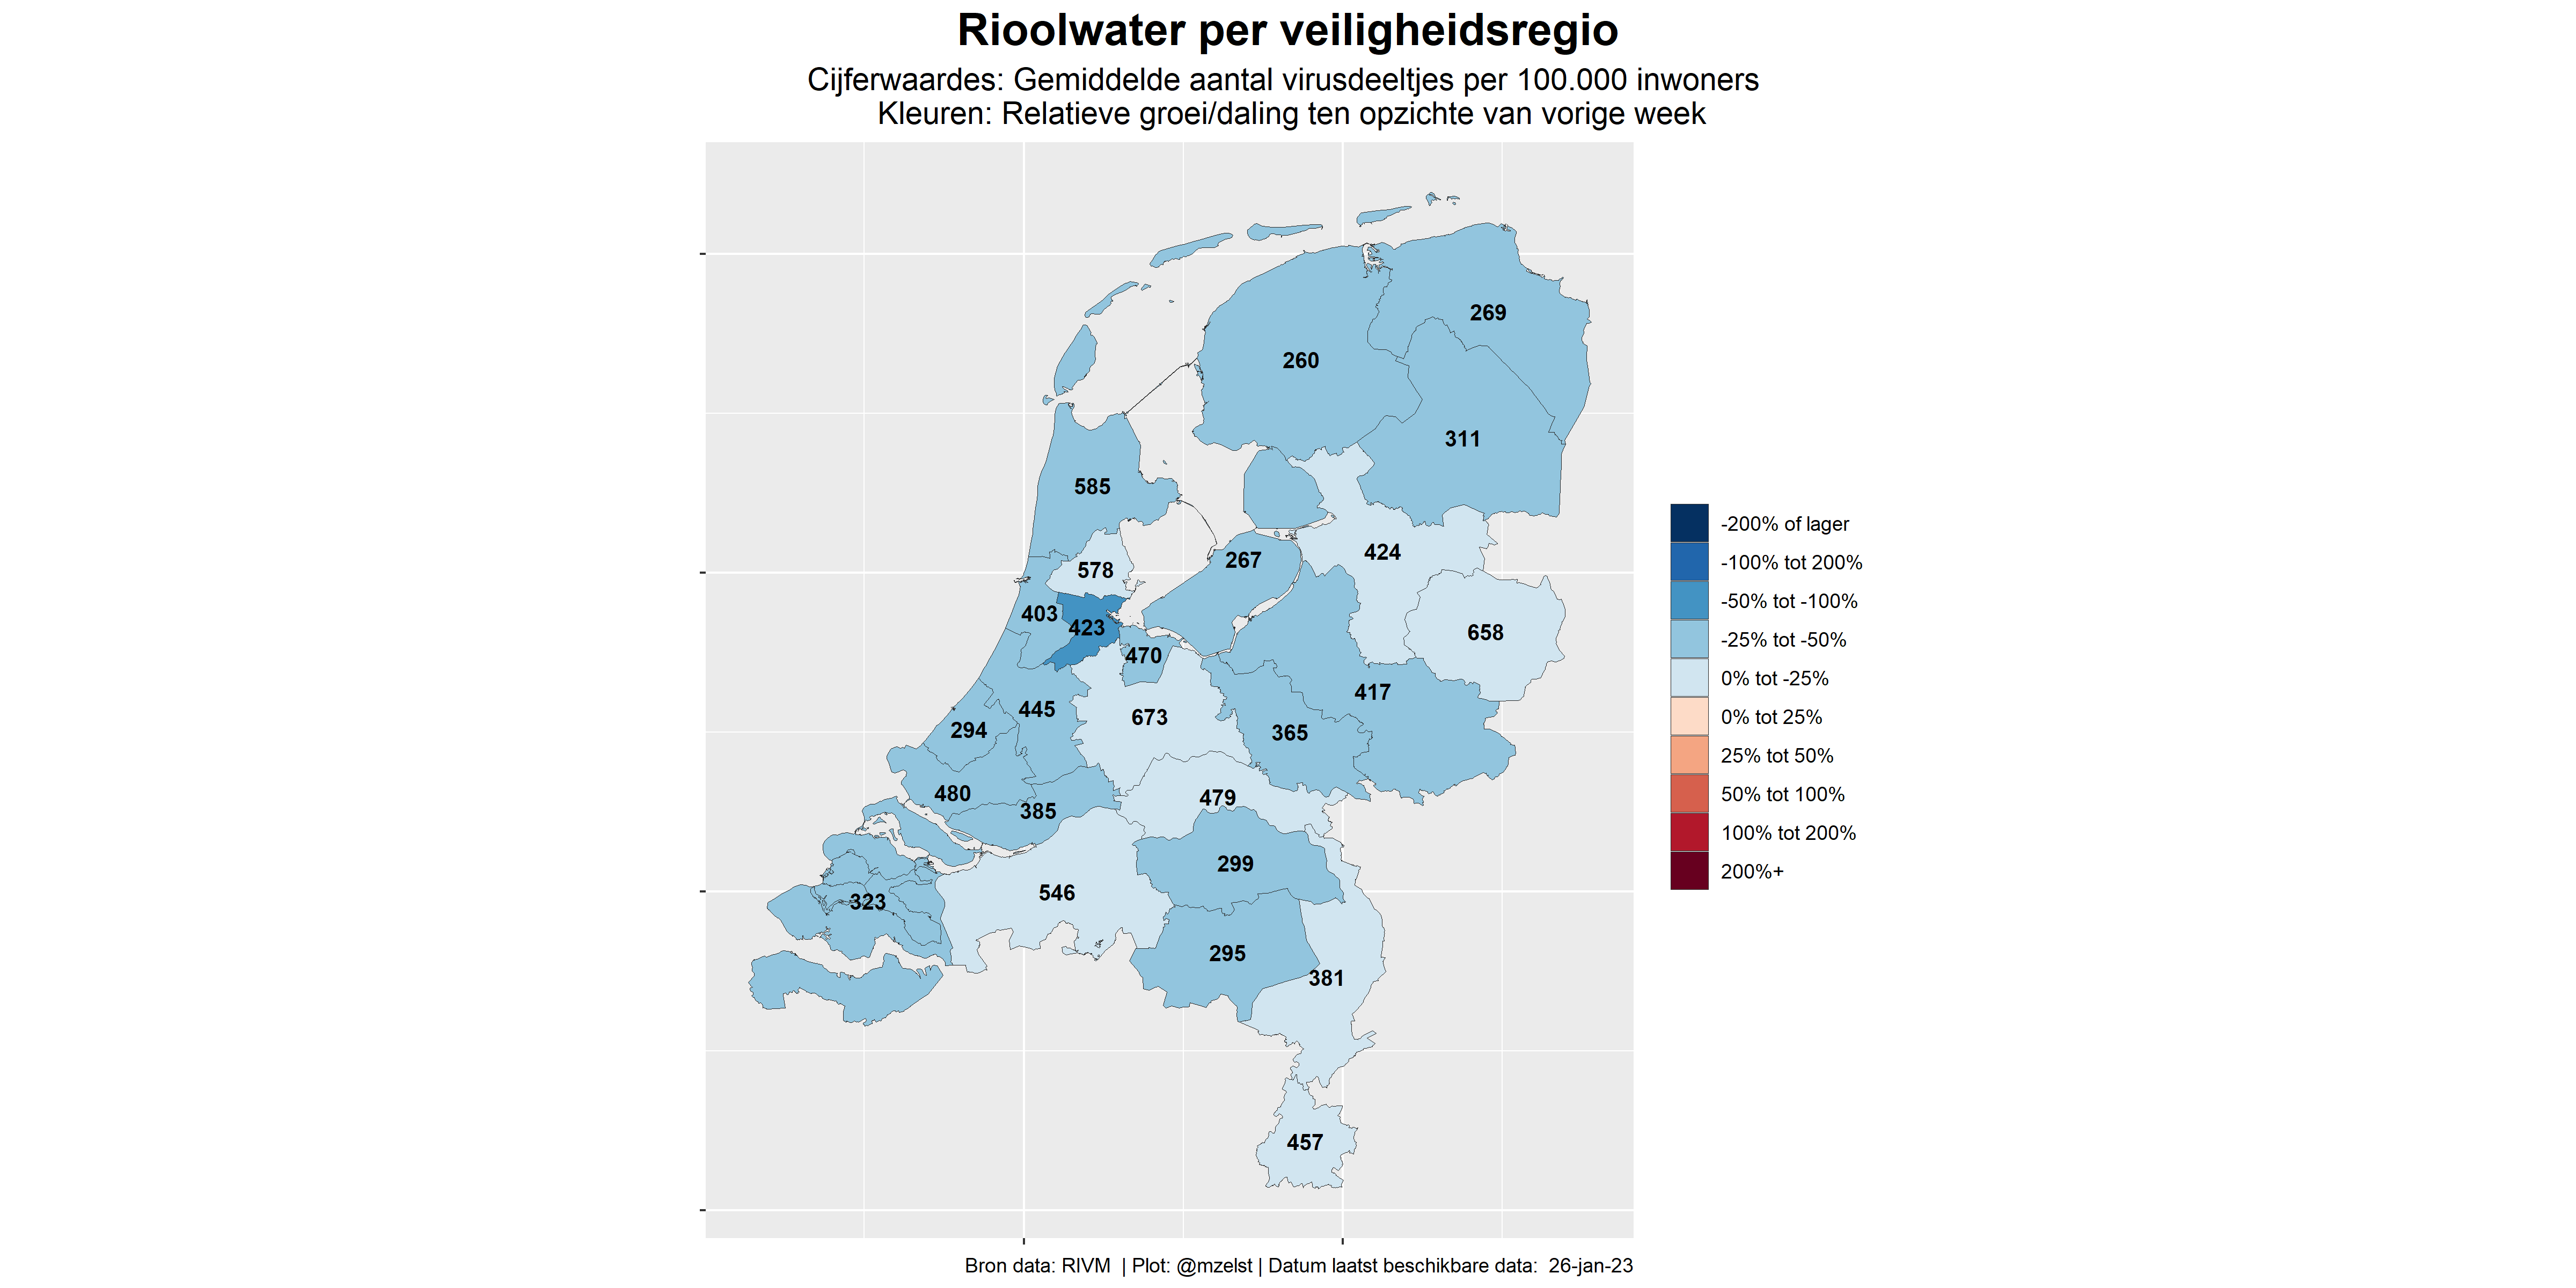 Rioolwater per veiligheidsregio
Cijferwaardes: Gemiddelde aantal virusdeeltjes per 100.000 inwoners
Kleuren: Relatieve groei/daling ten opzichte van vorige week
269
260
311
585
424
267
578
403
423
658
470
417
445
673
294
365
480
479
385
299
546
323
295
381
457
-200% of lager
-100% tot 200%
-50% tot -100%
-25% tot -50%
0% tot -25%
0% tot 25%
25% tot 50%
50% tot 100%
100% tot 200%
200%+
Bron data: RIVM | Plot: @mzelst | Datum laatst beschikbare data: 26-jan-23